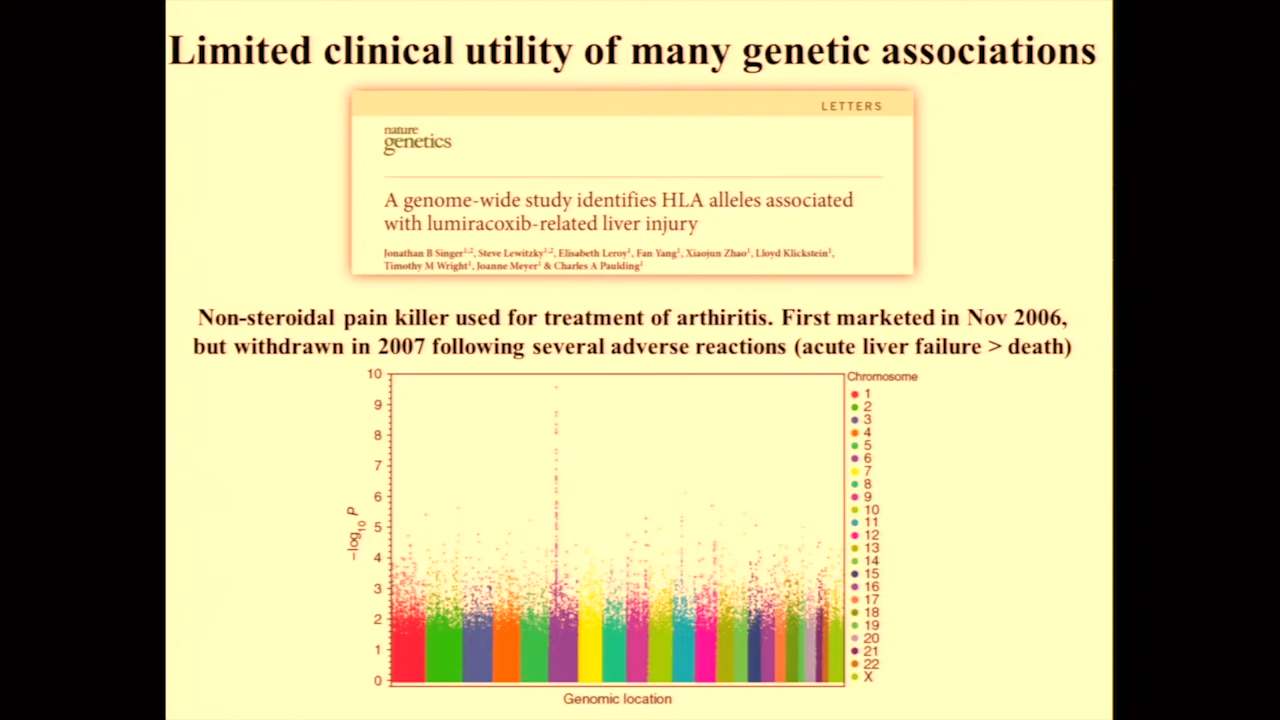 Limited clinical utility of many genetic associations
LETTERS
nature
genetics
A genome-wide study identifies HLA alleles associated
with lumiracoxib-related liver injury
Jonathan B Singer1,2, Steve Lewitzky1,2, Elisabeth Leroy1, Fan Yang1, Xiaojun Zhao1, Lloyd Klickstein1,
Timothy M Wright1, Joanne Meyer1 & Charles A Paulding1
Non-steroidal pain killer used for treatment of arthiritis. First marketed in Nov 2006,
but withdrawn in 2007 following several adverse reactions (acute liver failure > death)
10
9
8
7
6
5
4
3
2
1
0
−log10 P
Genomic location
Chromosome
1
2
3
4
5
6
7
8
9
10
11
12
13
14
15
16
17
18
19
20
21
22
X